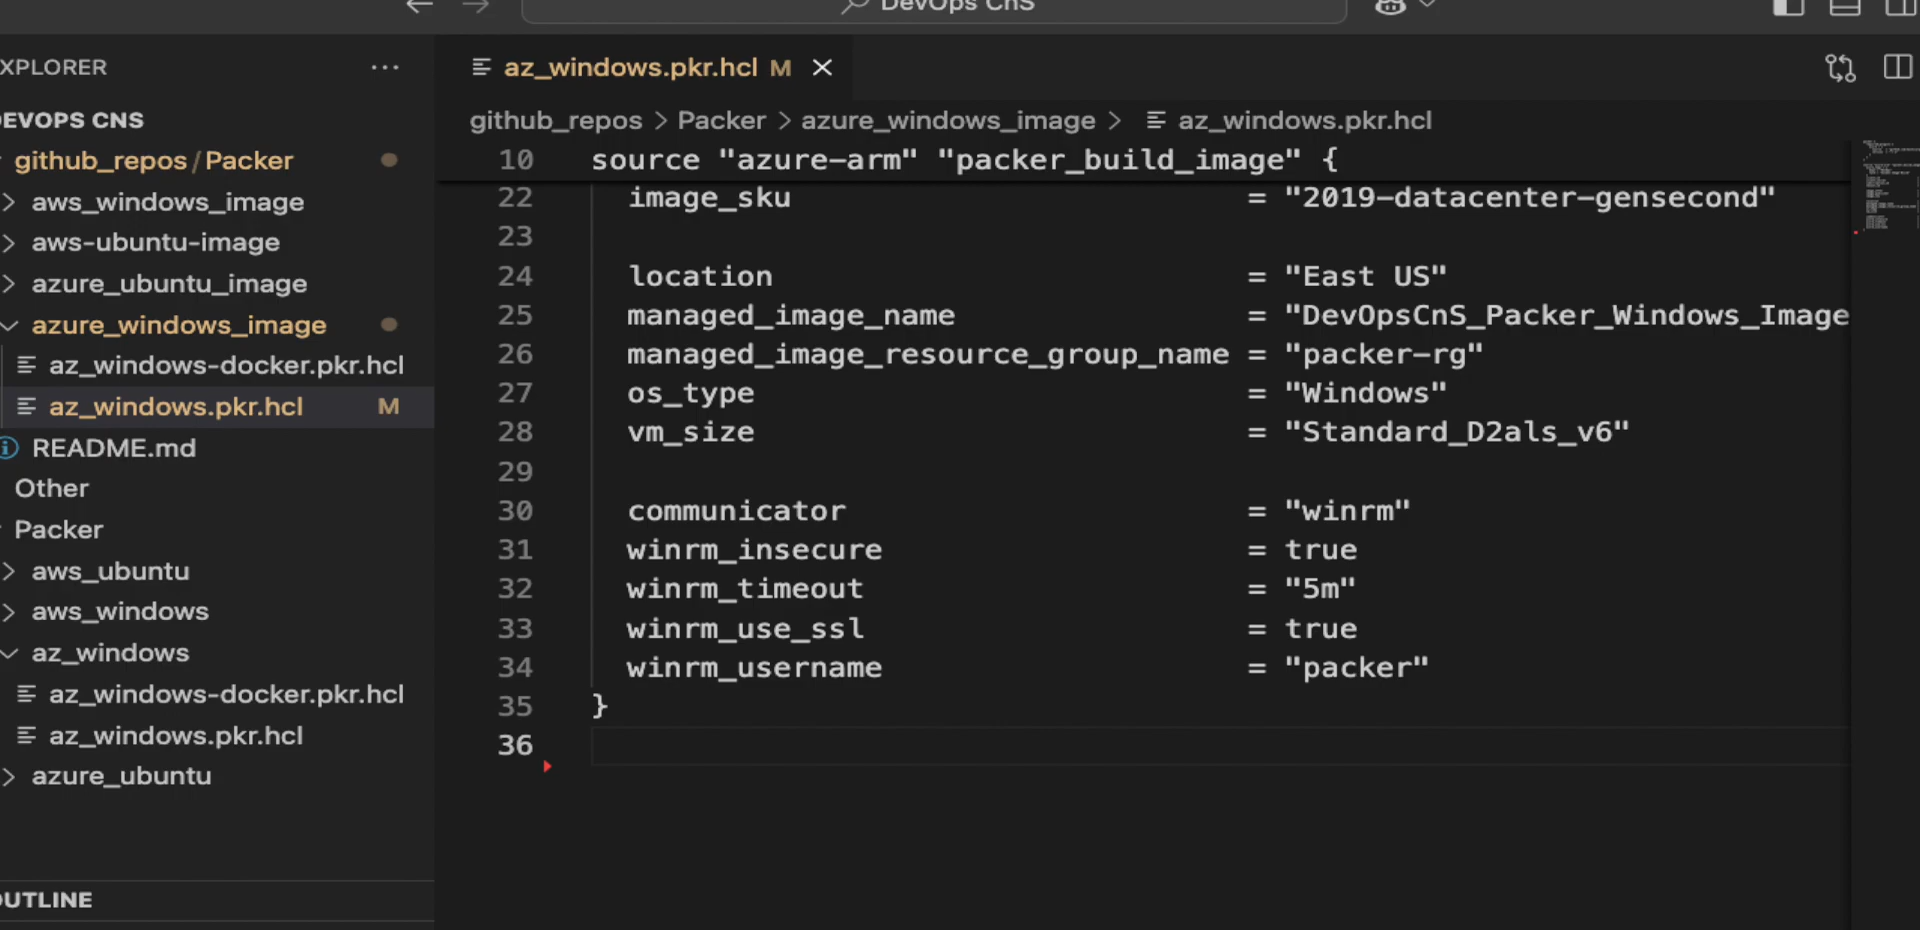 DevOps CnS
XPLORER
DEVOPS CNS
github_repos/Packer
aws_windows_image
aws-ubuntu-image
azure_ubuntu_image
azure_windows_image
az_windows-docker.pkr.hcl
az_windows.pkr.hcl M
README.md
Other
Packer
aws_ubuntu
aws_windows
az_windows
az_windows-docker.pkr.hcl
az_windows.pkr.hcl
azure_ubuntu
OUTLINE
az_windows.pkr.hcl M
github_repos > Packer > azure_windows_image > az_windows.pkr.hcl
10 source "azure-arm" "packer_build_image" {
22 image_sku = "2019-datacenter-gensecond"
23
24 location = "East US"
25 managed_image_name = "DevOpsCnS_Packer_Windows_Image
26 managed_image_resource_group_name = "packer-rg"
27 os_type = "Windows"
28 vm_size = "Standard_D2als_v6"
29
30 communicator = "winrm"
31 winrm_insecure = true
32 winrm_timeout = "5m"
33 winrm_use_ssl = true
34 winrm_username = "packer"
35 }
36